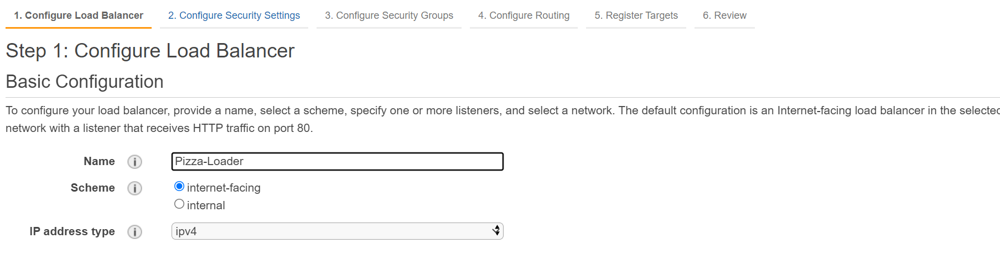 1. Configure Load Balancer 2. Configure Security Settings 3. Configure Security Groups 4. Configure Routing 5. Register Targets 6. Review
Step 1: Configure Load Balancer
Basic Configuration
To configure your load balancer, provide a name, select a scheme, specify one or more listeners, and select a network. The default configuration is an Internet-facing load balancer in the selected
network with a listener that receives HTTP traffic on port 80.
Name i Pizza-Loader
Scheme i internet-facing
internal
IP address type i ipv4